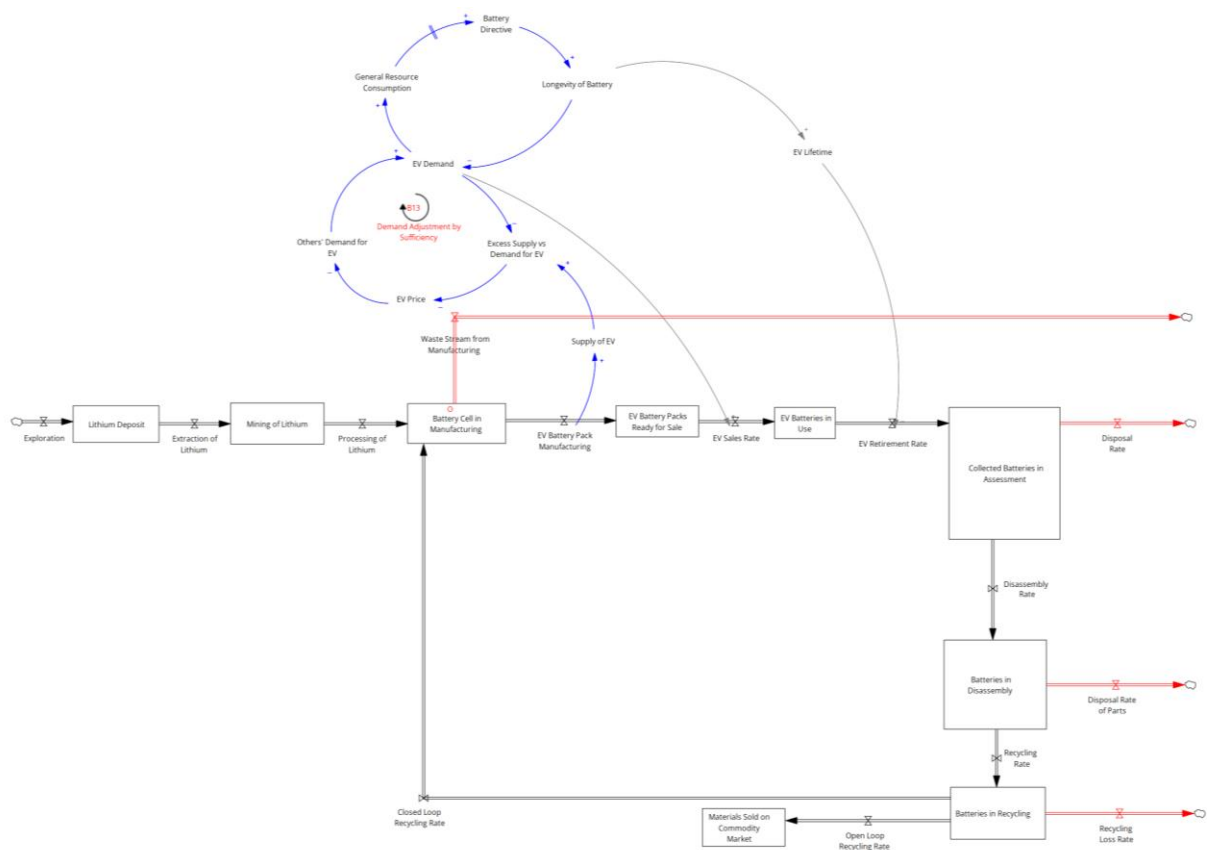 Battery
Directive
General Resource
Consumption
Longevity of Battery
EV Demand
EV Lifetime
B13
Demand Adjustment by
Sufficiency
Others' Demand for
EV
Excess Supply vs
Demand for EV
EV Price
Waste Stream from
Manufacturing
Supply of EV
Exploration
Lithium Deposit
Extraction of
Lithium
Mining of Lithium
Processing of
Lithium
Battery Cell in
Manufacturing
EV Battery Pack
Manufacturing
EV Battery Packs
Ready for Sale
EV Sales Rate
EV Batteries in
Use
EV Retirement Rate
Collected Batteries in
Assessment
Disposal
Rate
Disassembly
Rate
Batteries in
Disassembly
Disposal Rate
of Parts
Recycling
Rate
Closed Loop
Recycling Rate
Materials Sold on
Commodity
Market
Open Loop
Recycling Rate
Batteries in Recycling
Recycling
Loss Rate